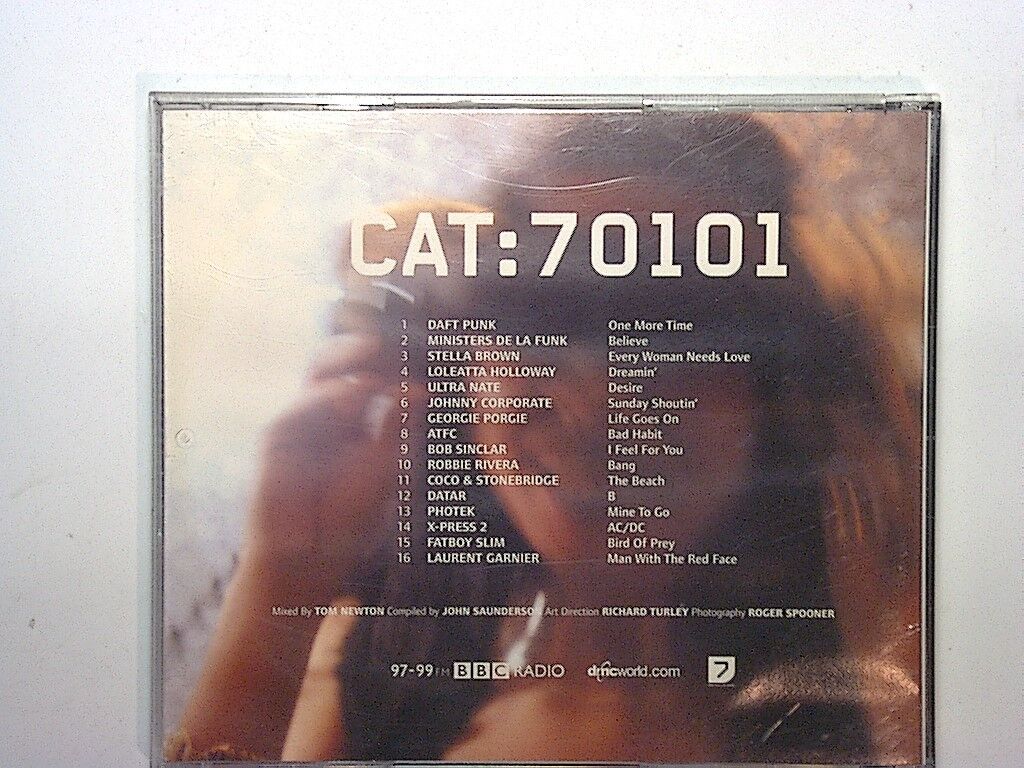 CAT:70101
1 DAFT PUNK One More Time
2 MINISTERS DE LA FUNK Believe
3 STELLA BROWN Every Woman Needs Love
4 LOLEATTA HOLLOWAY Dreamin'
5 ULTRA NATE Desire
6 JOHNNY CORPORATE Sunday Shoutin'
7 GEORGIE PORGIE Life Goes On
8 ATFC Bad Habit
9 BOB SINCLAR I Feel For You
10 ROBBIE RIVERA Bang
11 COCO & STONEBRIDGE The Beach
12 DATAR B
13 PHOTEK Mine To Go
14 X-PRESS 2 AC/DC
15 FATBOY SLIM Bird Of Prey
16 LAURENT GARNIER Man With The Red Face
Mixed By TOM NEWTON Compiled by JOHN SAUNDERSON Art Direction RICHARD TURLEY Photography ROGER SPOONER
97-99 FM BBC RADIO dmcworld.com 7